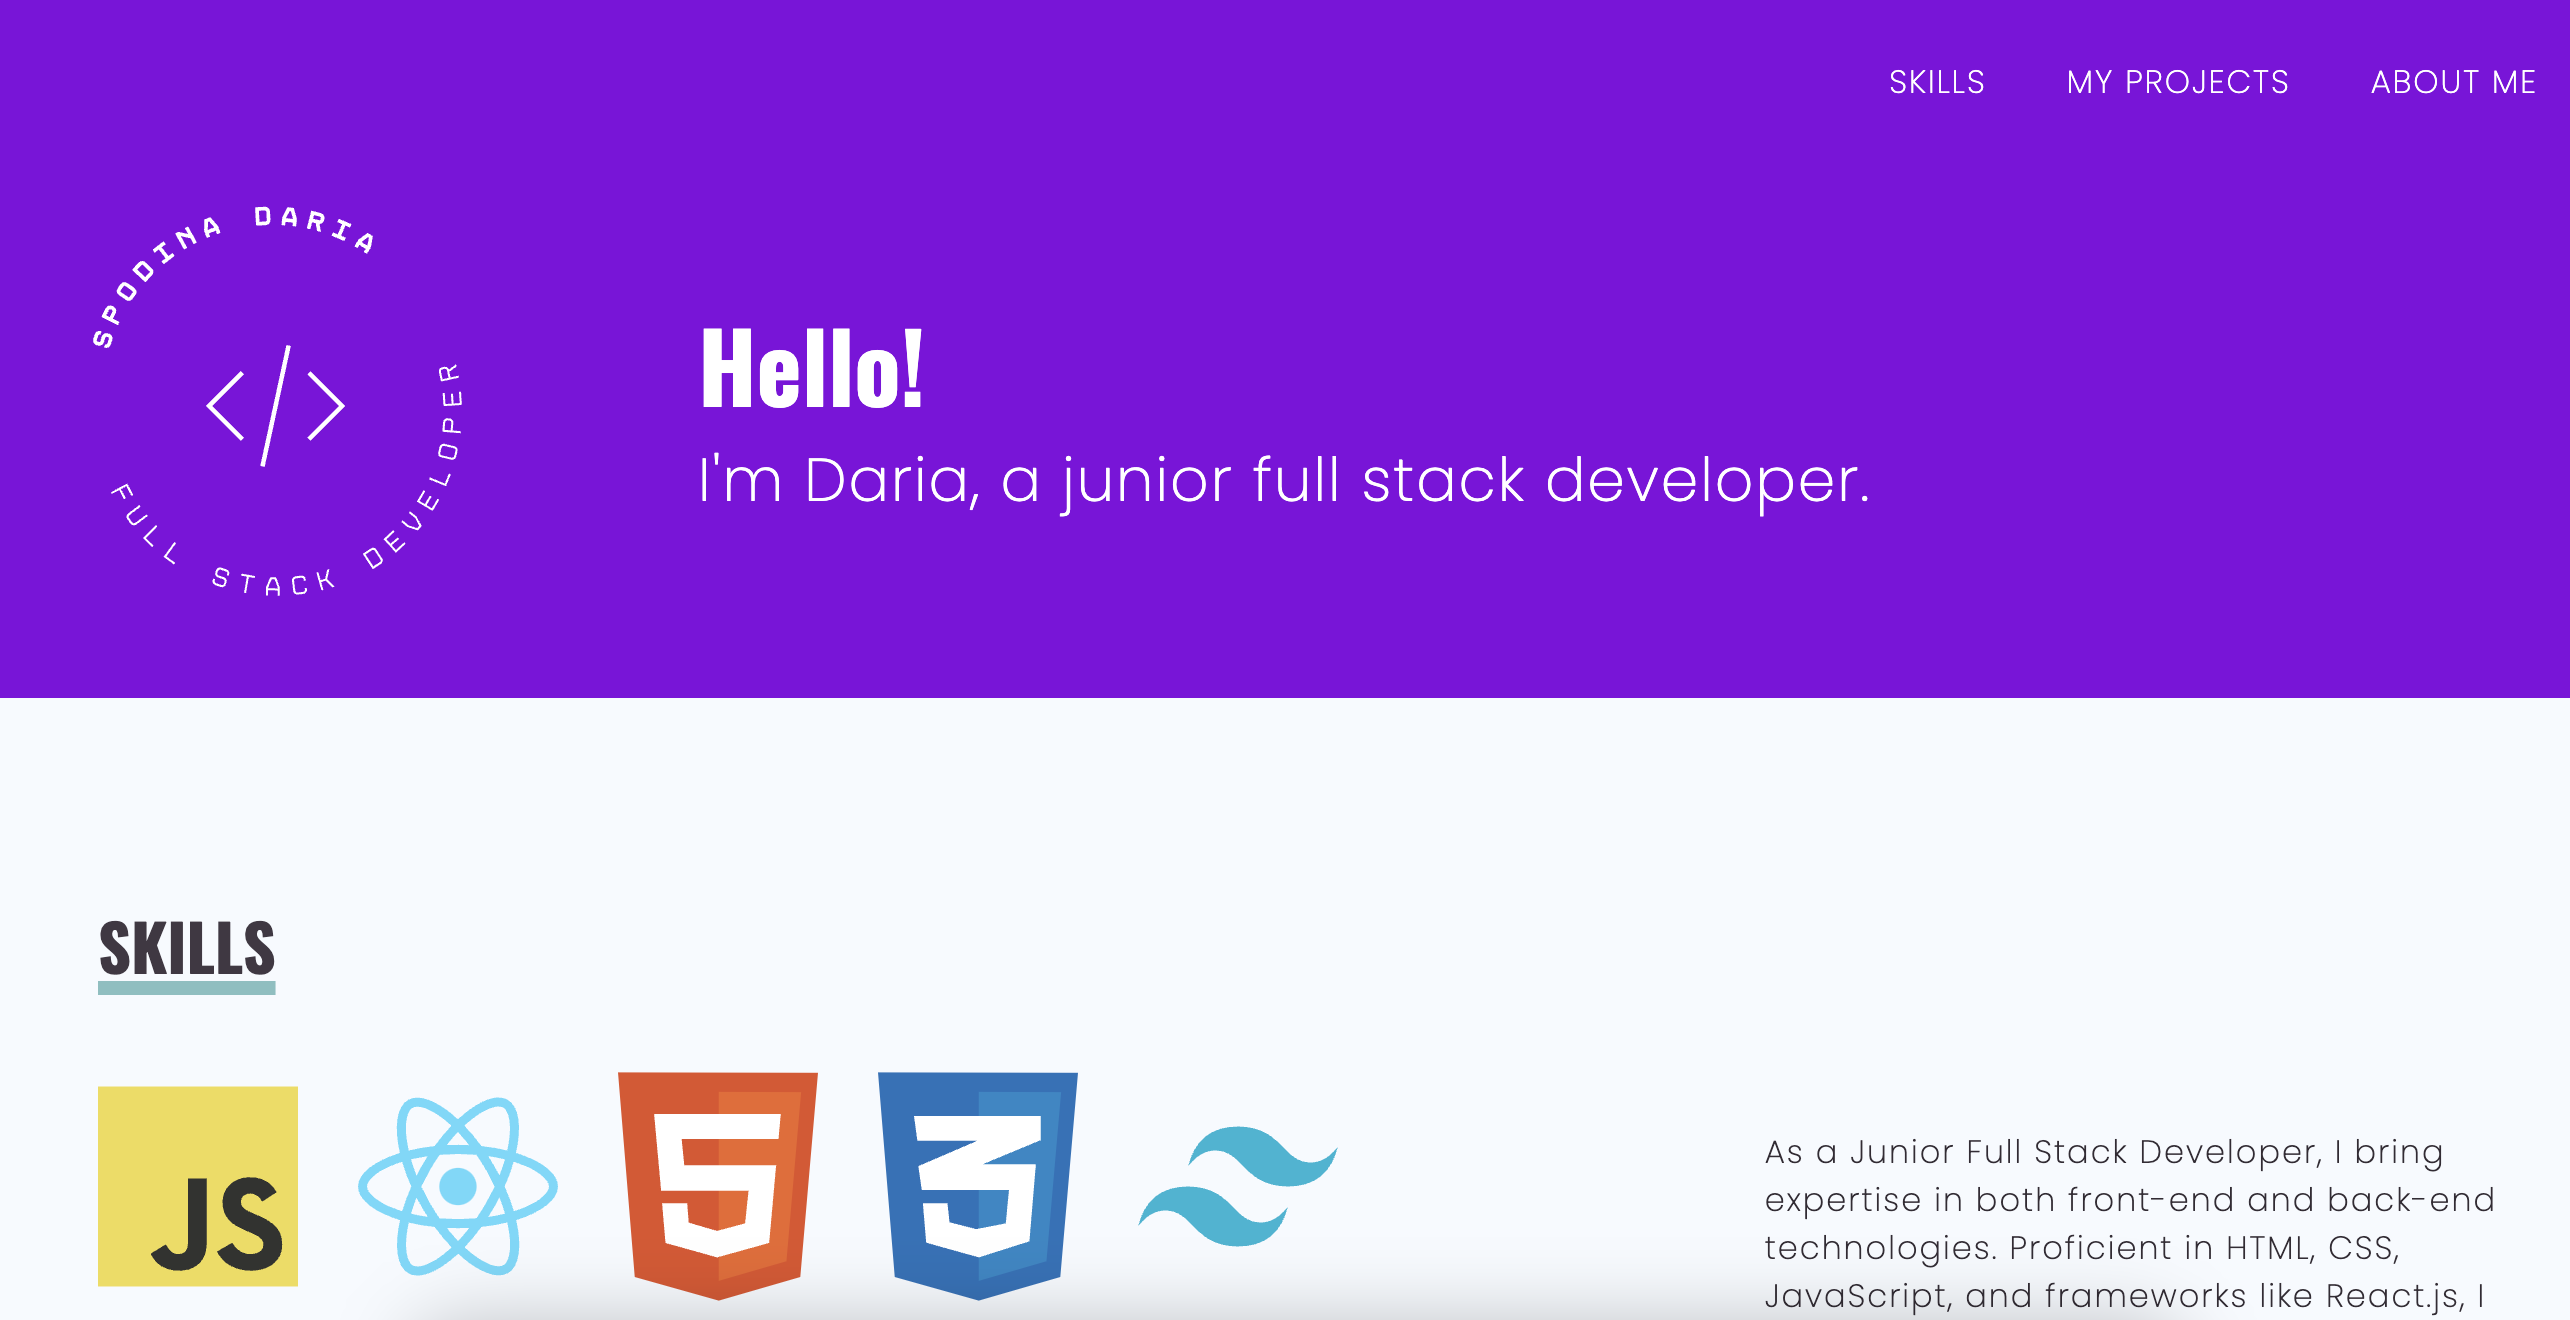 SKILLS MY PROJECTS ABOUT ME
SPODINA DARIA
</>
FULL STACK DEVELOPER
Hello!
I'm Daria, a junior full stack developer.
SKILLS
JS
5
3
As a Junior Full Stack Developer, I bring
expertise in both front-end and back-end
technologies. Proficient in HTML, CSS,
JavaScript, and frameworks like React.js, I